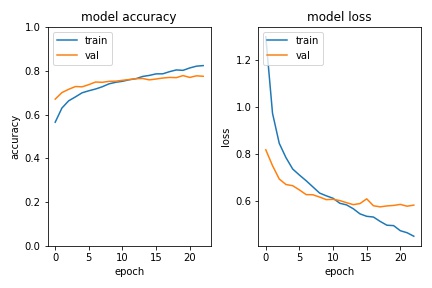 model accuracy
train
val
accuracy
1.0
0.8
0.6
0.4
0.2
0.0
0 5 10 15 20
epoch
model loss
train
val
loss
1.2
1.0
0.8
0.6
0 5 10 15 20
epoch